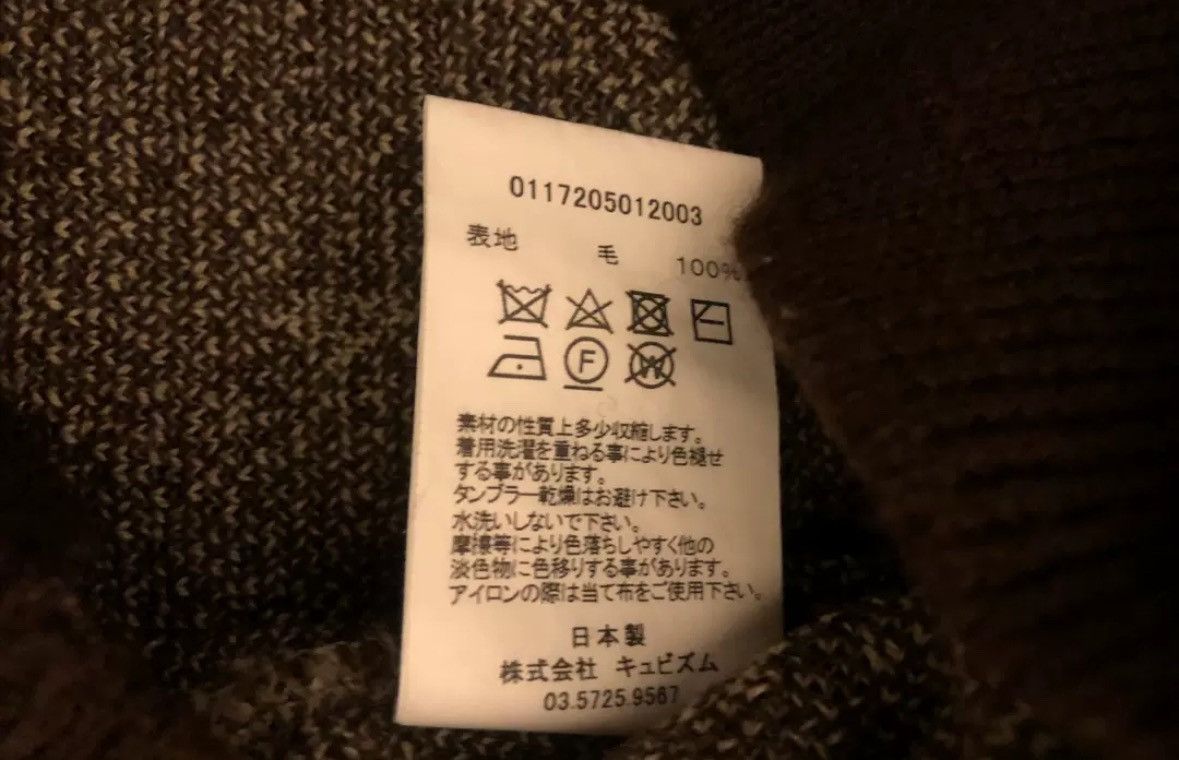 0117205012003
表地 毛 100%
F W
素材の性質上多少収縮します。
着用洗濯を重ねる事により色褪せ
する事があります。
タンブラー乾燥はお避け下さい。
水洗いしないで下さい。
摩擦等により色落ちしやすく他の
淡色物に色移りする事があります。
アイロンの際は当て布をご使用下さい。
日本製
株式会社 キュビズム
03.5725.9567